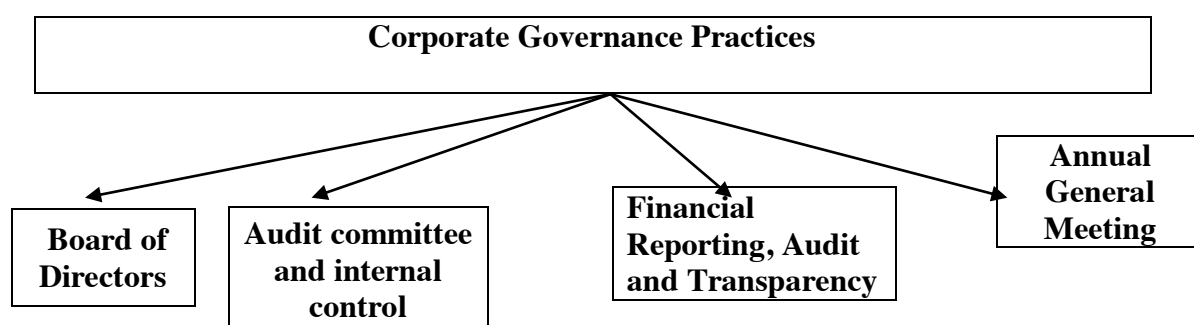 Corporate Governance Practices
Board of
Directors
Audit committee
and internal
control
Financial
Reporting, Audit
and Transparency
Annual
General
Meeting